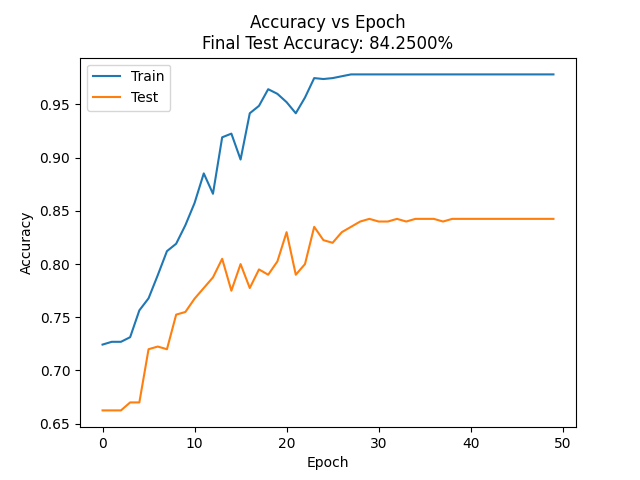 Accuracy vs Epoch
Final Test Accuracy: 84.2500%
Train
Test
0.95
0.90
0.85
0.80
0.75
0.70
0.65
Accuracy
0 10 20 30 40 50
Epoch